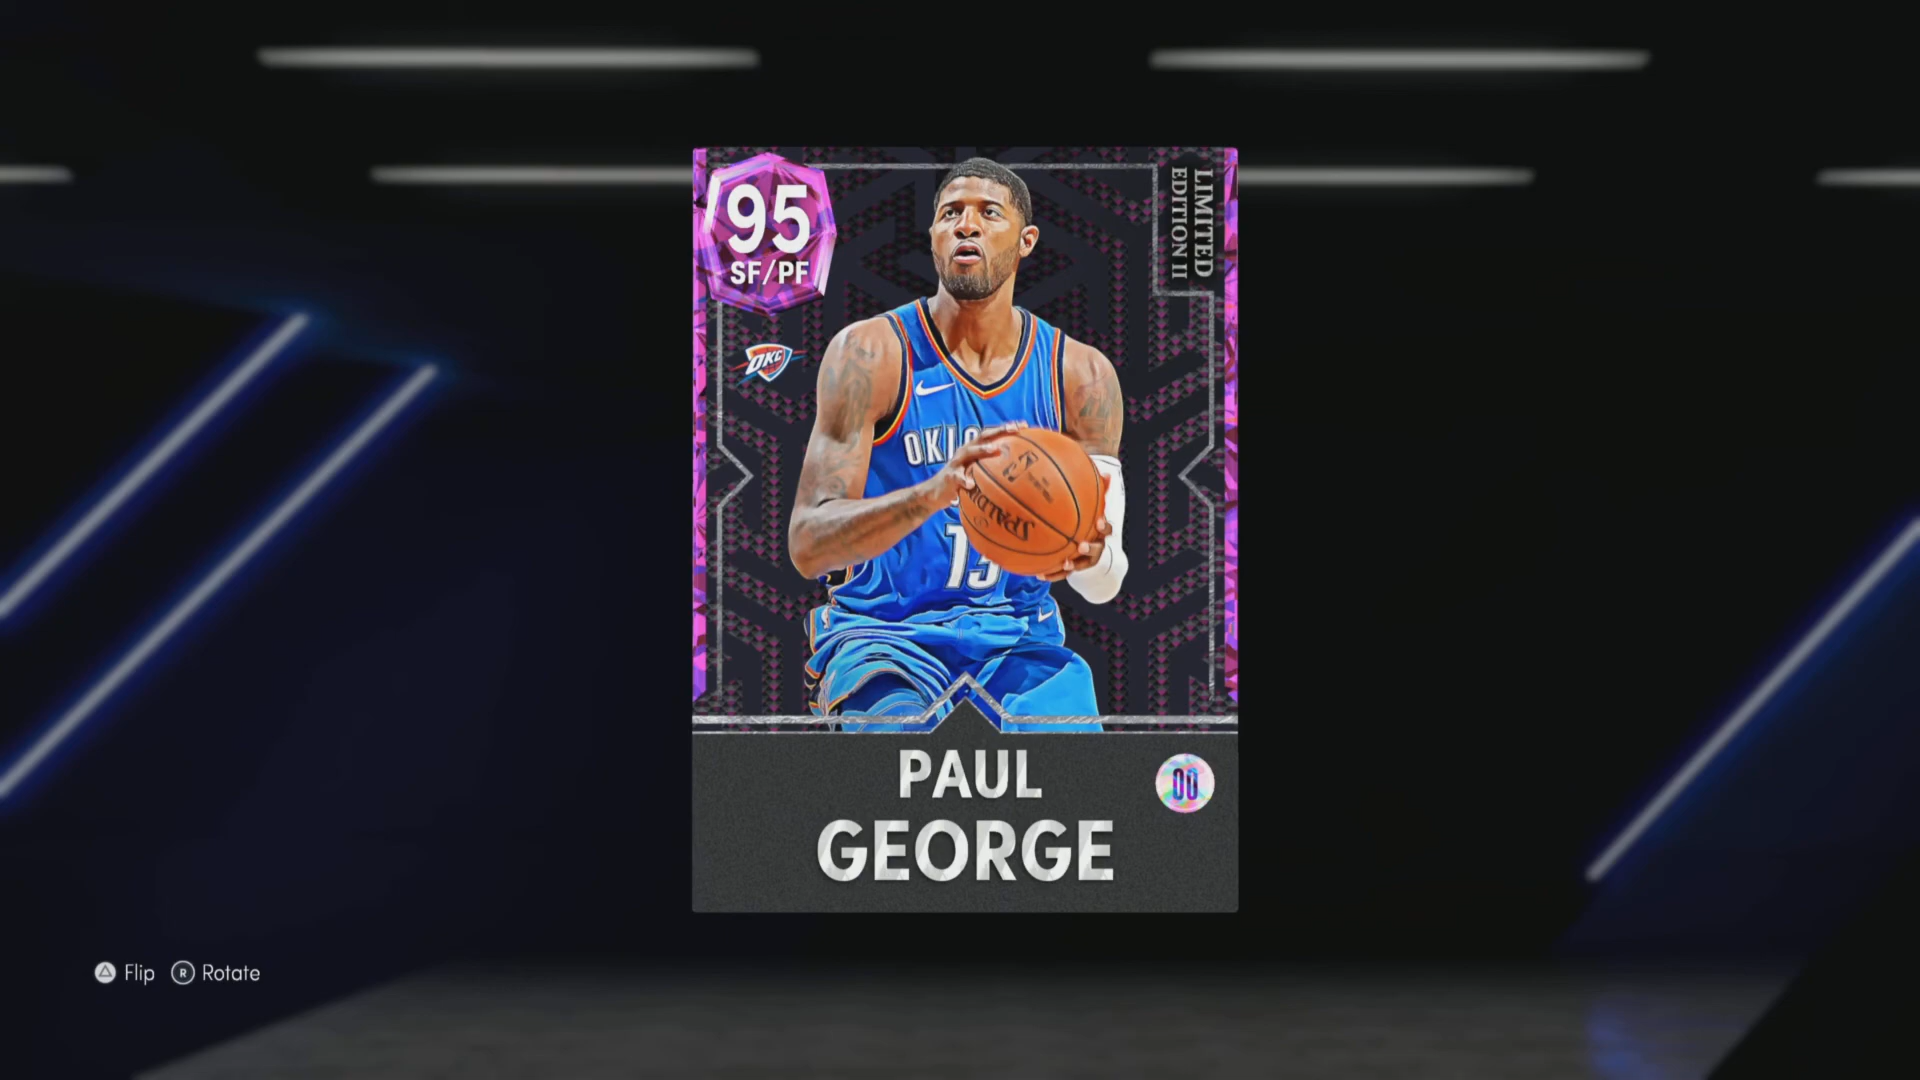 95
SF/PF
LIMITED
EDITION II
OKC
OKL
13
SPALDING
PAUL
GEORGE
00
Flip
R Rotate